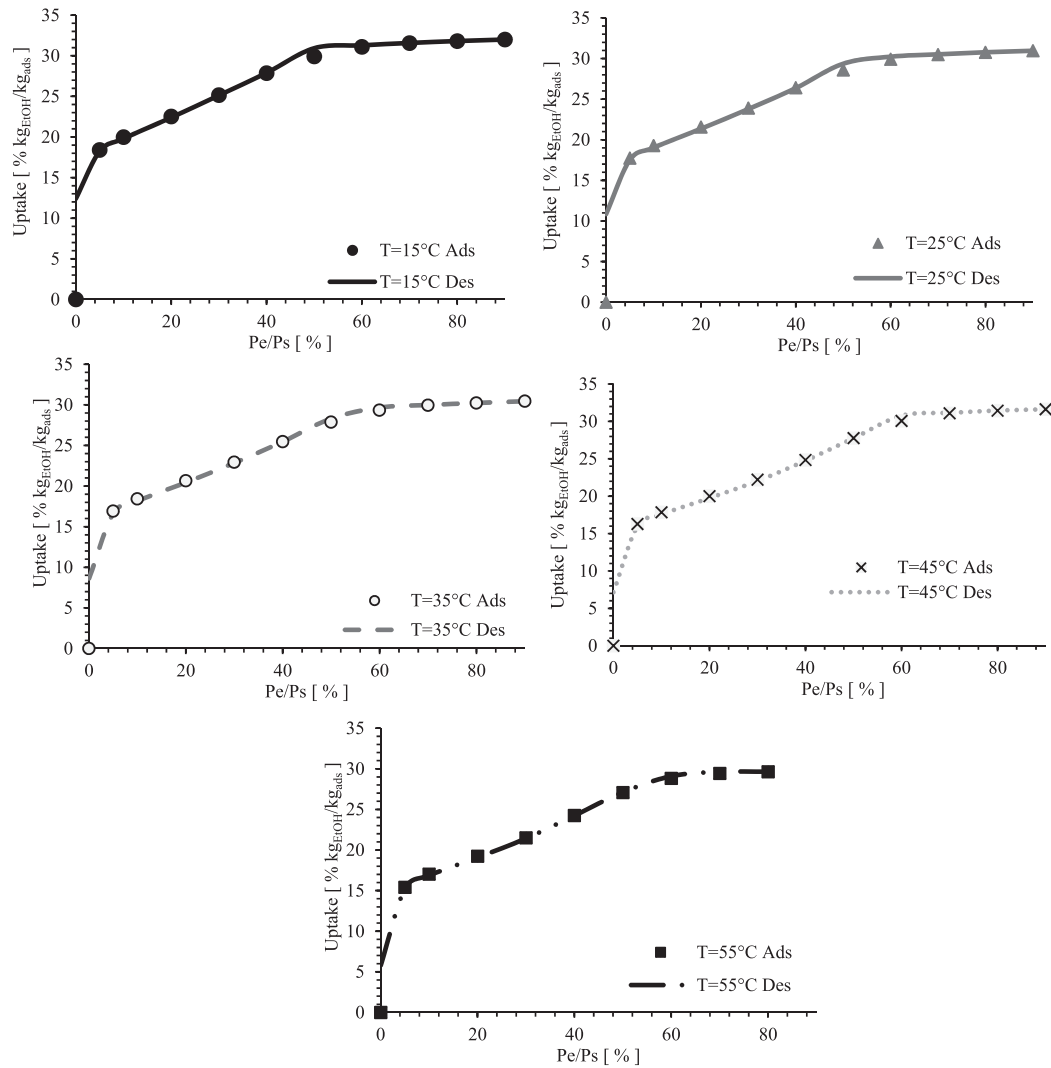 35
30
25
20
15
10
5
0
Uptake [ % kgEtOH/kgads ]
T=15°C Ads
T=15°C Des
0 20 40 60 80
Pe/Ps [ % ]
35
30
25
20
15
10
5
0
Uptake [ % kgEtOH/kgads ]
T=25°C Ads
T=25°C Des
0 20 40 60 80
Pe/Ps [ % ]
35
30
25
20
15
10
5
0
Uptake [ % kgEtOH/kgads ]
T=35°C Ads
T=35°C Des
0 20 40 60 80
Pe/Ps [ % ]
35
30
25
20
15
10
5
0
Uptake [ % kgEtOH/kgads ]
T=45°C Ads
T=45°C Des
0 20 40 60 80
Pe/Ps [ % ]
35
30
25
20
15
10
5
0
Uptake [ % kgEtOH/kgads ]
T=55°C Ads
T=55°C Des
0 20 40 60 80
Pe/Ps [ % ]